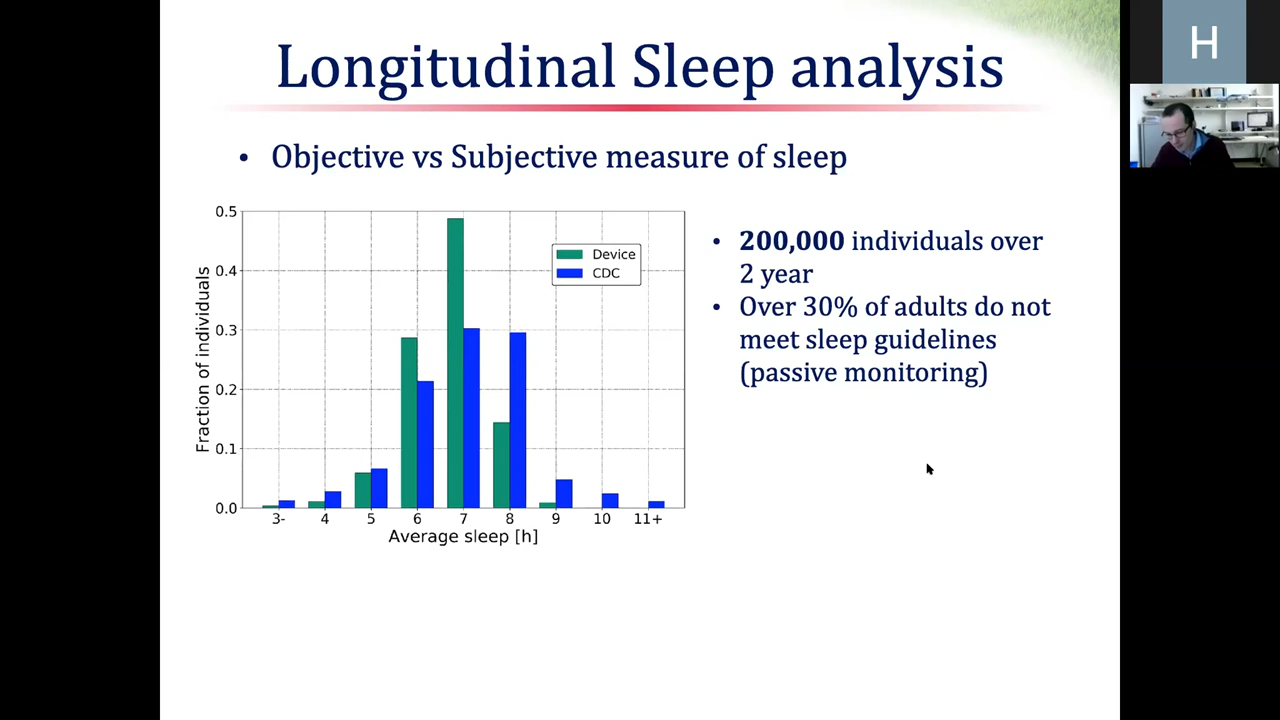 Longitudinal Sleep analysis
H
• Objective vs Subjective measure of sleep
0.5
0.4
0.3
0.2
0.1
0.0
Fraction of individuals
Device
CDC
3- 4 5 6 7 8 9 10 11+
Average sleep [h]
• 200,000 individuals over
2 year
• Over 30% of adults do not
meet sleep guidelines
(passive monitoring)